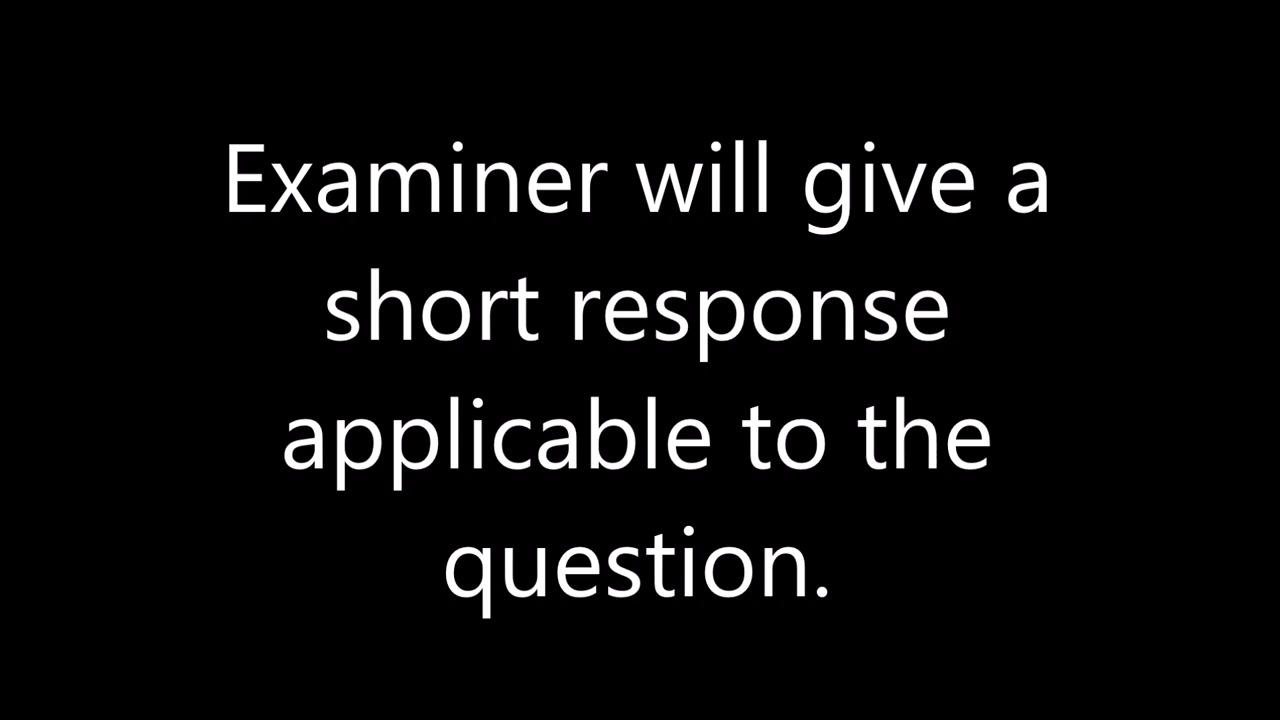 Examiner will give a
short response
applicable to the
question.